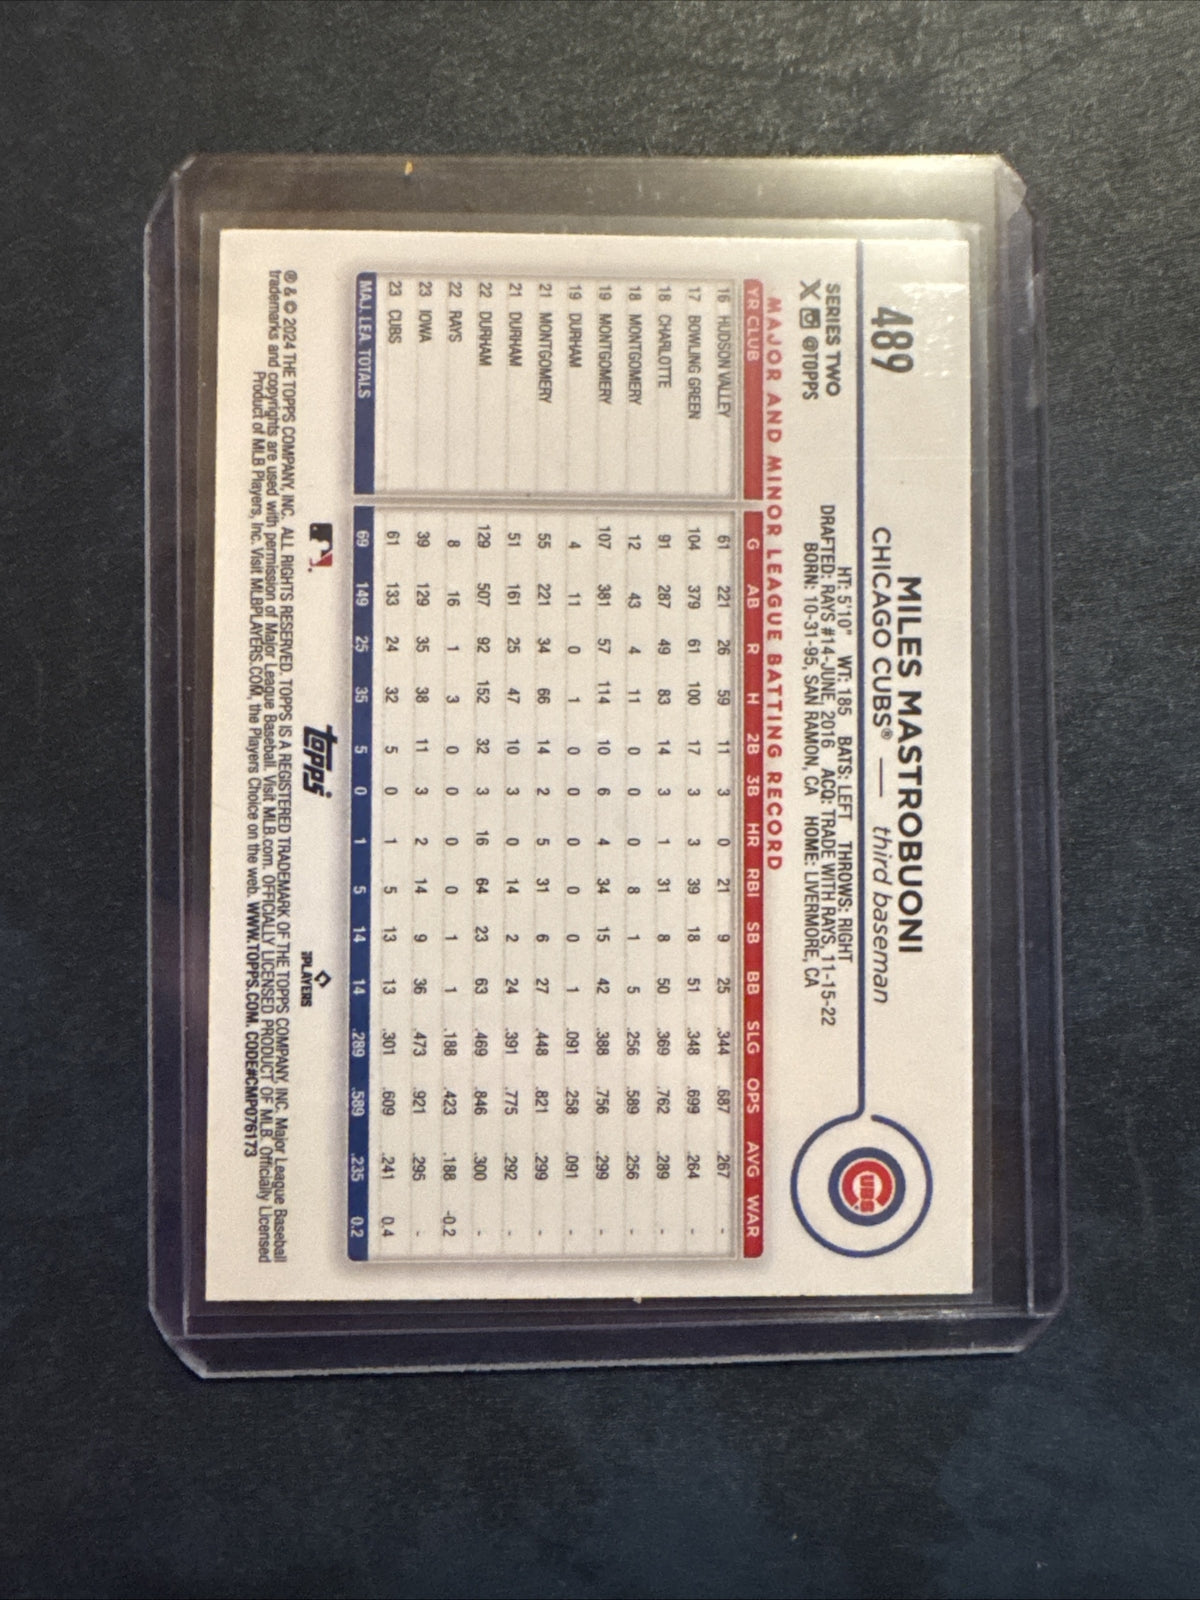 489
MILES MASTROBUONI
CHICAGO CUBS® — third baseman
CUBS
SERIES TWO
X @TOPPS
HT: 5'10" WT: 185 BATS: LEFT THROWS: RIGHT
DRAFTED: RAYS #14-JUNE, 2016 ACQ: TRADE WITH RAYS, 11-15-22
BORN: 10-31-95, SAN RAMON, CA HOME: LIVERMORE, CA
MAJOR AND MINOR LEAGUE BATTING RECORD
YR CLUB G AB R H 2B 3B HR RBI SB BB SLG OPS AVG WAR
16 HUDSON VALLEY 61 221 26 59 11 3 0 21 9 25 .344 .687 .267 -
17 BOWLING GREEN 104 379 61 100 17 3 3 39 18 51 .348 .699 .264 -
18 CHARLOTTE 91 287 49 83 14 3 1 31 8 50 .369 .762 .289 -
18 MONTGOMERY 12 43 4 11 0 0 0 8 1 5 .256 .589 .256 -
19 MONTGOMERY 107 381 57 114 10 6 4 34 15 42 .388 .756 .299 -
19 DURHAM 4 11 0 1 0 0 0 0 0 1 .091 .258 .091 -
21 MONTGOMERY 55 221 34 66 14 2 5 31 6 27 .448 .821 .299 -
21 DURHAM 51 161 25 47 10 3 0 14 2 24 .391 .775 .292 -
22 DURHAM 129 507 92 152 32 3 16 64 23 63 .469 .846 .300 -
22 RAYS 8 16 1 3 0 0 0 0 1 1 .188 .423 .188 -0.2
23 IOWA 39 129 35 38 11 3 2 14 9 36 .473 .921 .295 -
23 CUBS 61 133 24 32 5 0 1 5 13 13 .301 .609 .241 0.4
MAJ. LEA. TOTALS 69 149 25 35 5 0 1 5 14 14 .289 .589 .235 0.2
topps
PLAYERS
® & © 2024 THE TOPPS COMPANY, INC. ALL RIGHTS RESERVED. TOPPS IS A REGISTERED TRADEMARK OF THE TOPPS COMPANY, INC. Major League Baseball
trademarks and copyrights are used with permission of Major League Baseball. Visit MLB.com. OFFICIALLY LICENSED PRODUCT OF MLB. Officially Licensed
Product of MLB Players, Inc. Visit MLBPLAYERS.COM, the Players Choice on the web. WWW.TOPPS.COM. CODE#CMP076173